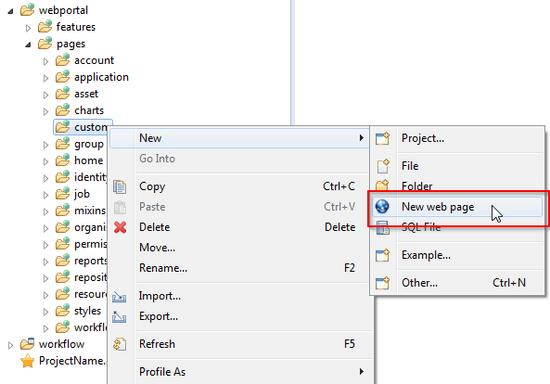 webportal
features
pages
account
application
asset
charts
custom
group
home
identity
job
mixins
organis
permis
reports
reposit
resour
styles
workfl
workflow
ProjectName.
New
Go Into
Copy Ctrl+C
Paste Ctrl+V
Delete Delete
Move...
Rename... F2
Import...
Export...
Refresh F5
Profile As
Project...
File
Folder
New web page
SQL File
Example...
Other... Ctrl+N